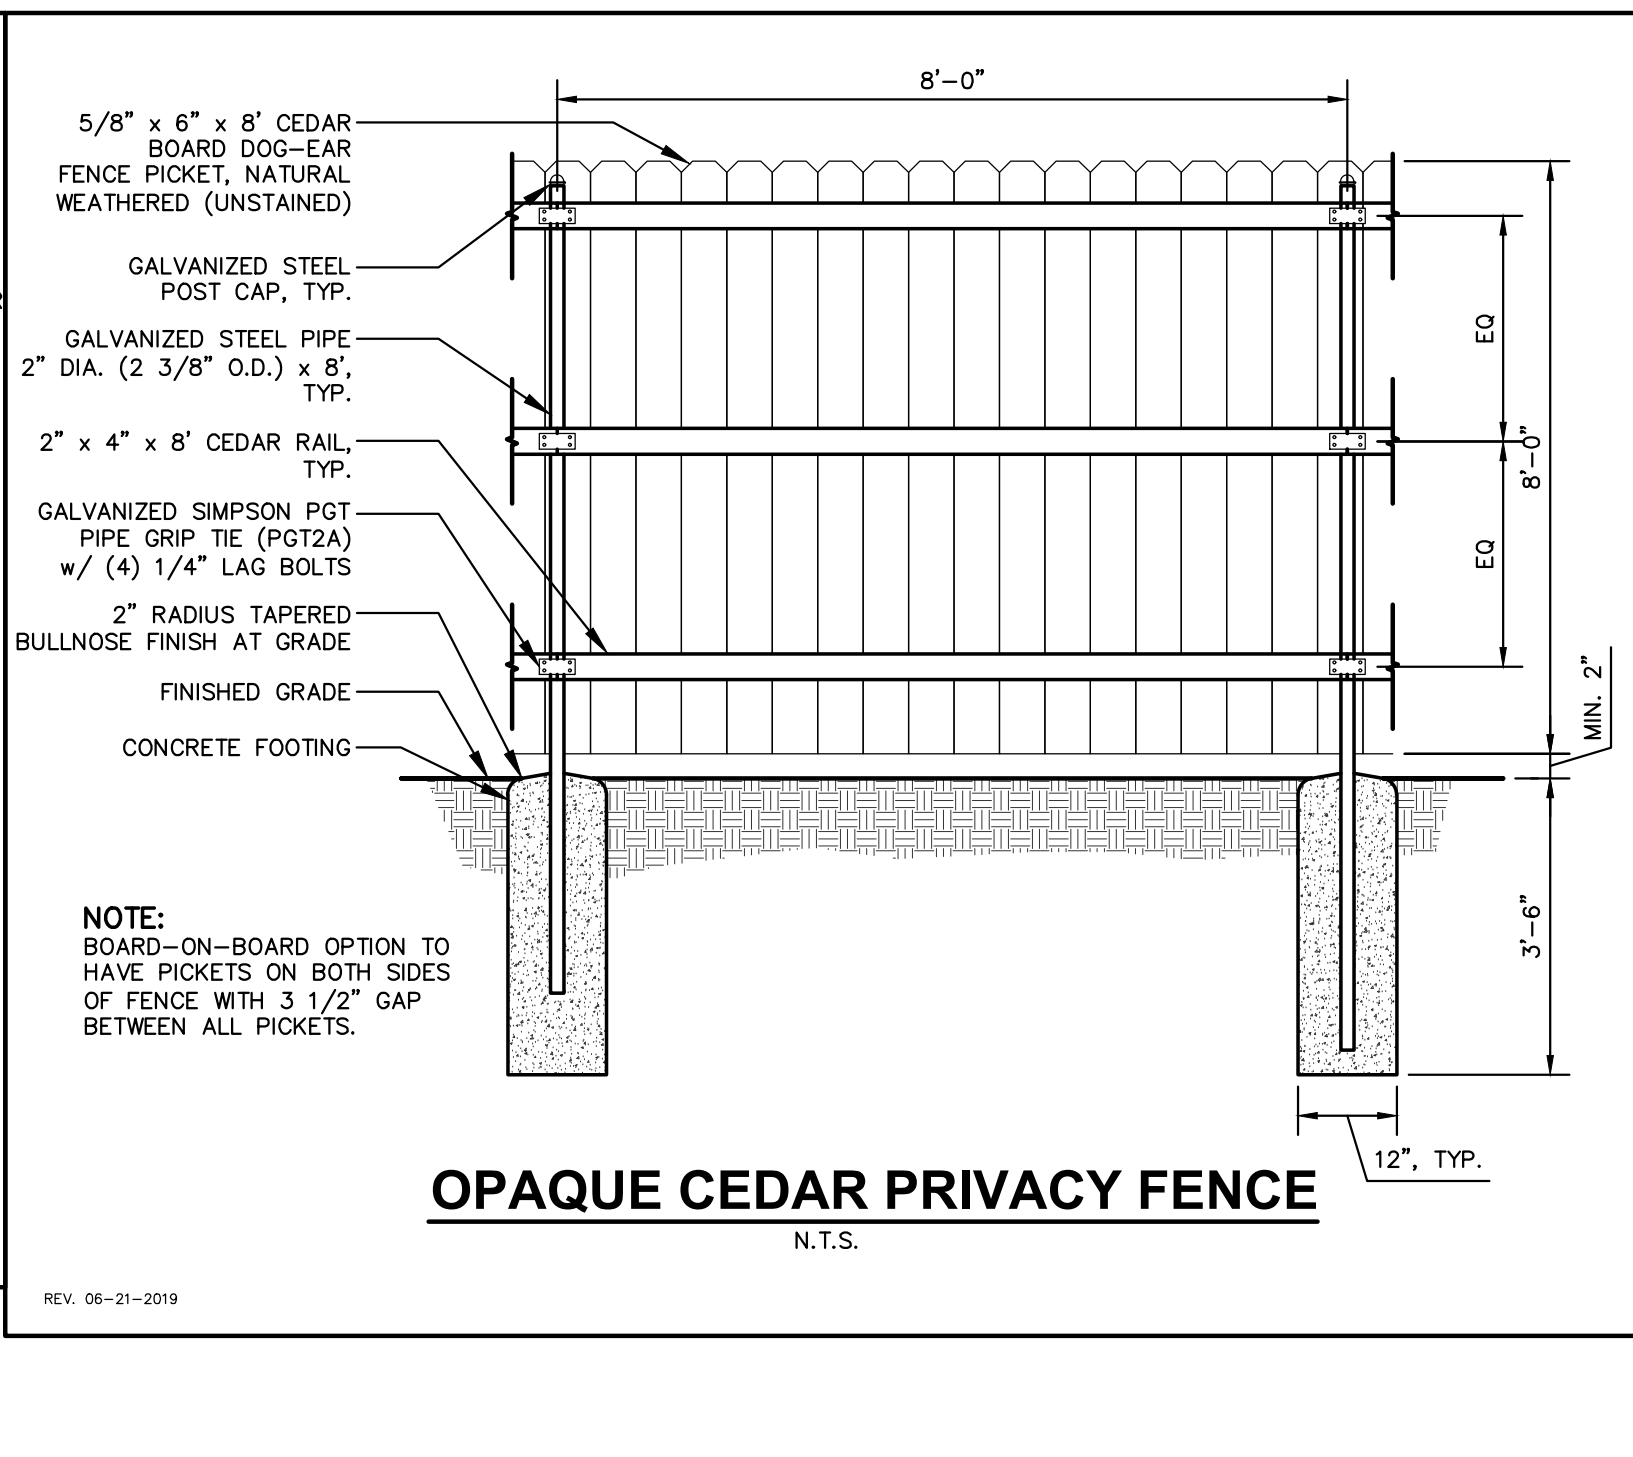 8'-0"
5/8" x 6" x 8' CEDAR
BOARD DOG-EAR
FENCE PICKET, NATURAL
WEATHERED (UNSTAINED)
GALVANIZED STEEL
POST CAP, TYP.
GALVANIZED STEEL PIPE
2" DIA. (2 3/8" O.D.) x 8',
TYP.
2" x 4" x 8' CEDAR RAIL,
TYP.
GALVANIZED SIMPSON PGT
PIPE GRIP TIE (PGT2A)
w/ (4) 1/4" LAG BOLTS
2" RADIUS TAPERED
BULLNOSE FINISH AT GRADE
FINISHED GRADE
CONCRETE FOOTING
EQ
EQ
8'-0"
MIN. 2"
3'-6"
12", TYP.
NOTE:
BOARD-ON-BOARD OPTION TO
HAVE PICKETS ON BOTH SIDES
OF FENCE WITH 3 1/2" GAP
BETWEEN ALL PICKETS.
OPAQUE CEDAR PRIVACY FENCE
N.T.S.
REV. 06-21-2019